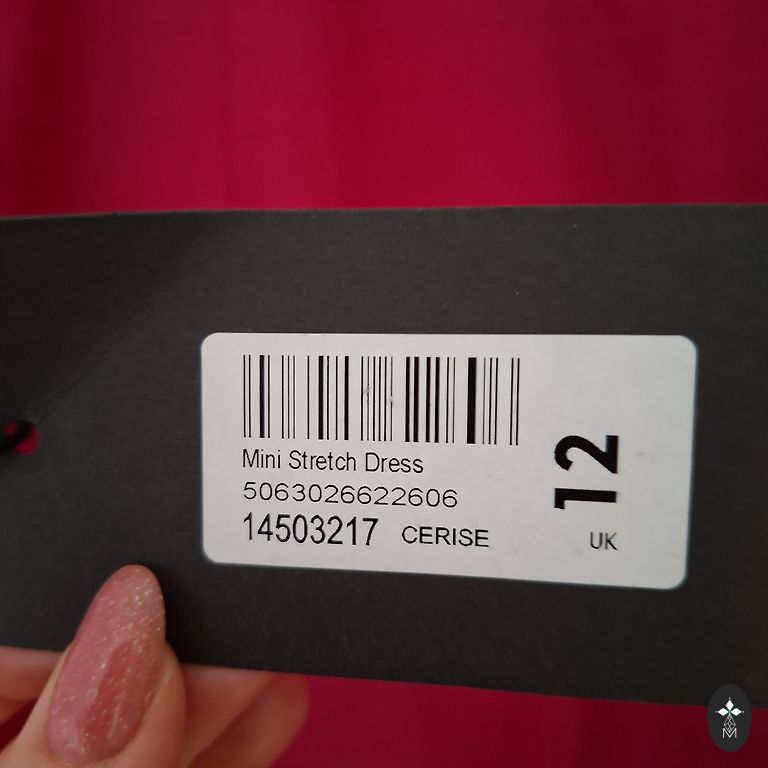 Mini Stretch Dress
5063026622606
14503217 CERISE
12
UK
M